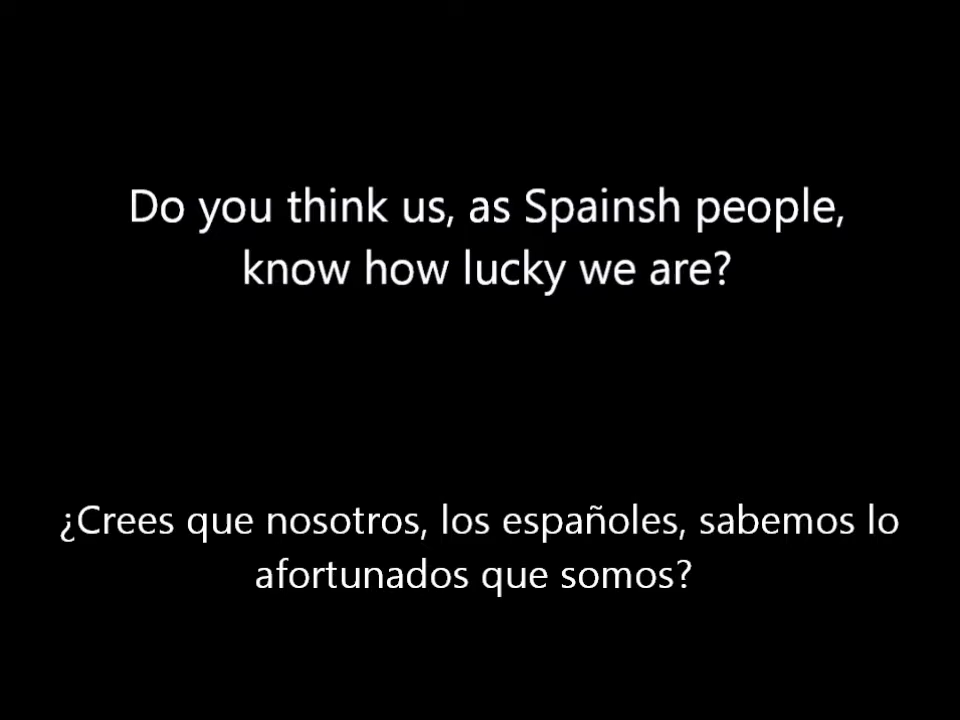 Do you think us, as Spainsh people,
know how lucky we are?
¿Crees que nosotros, los españoles, sabemos lo
afortunados que somos?